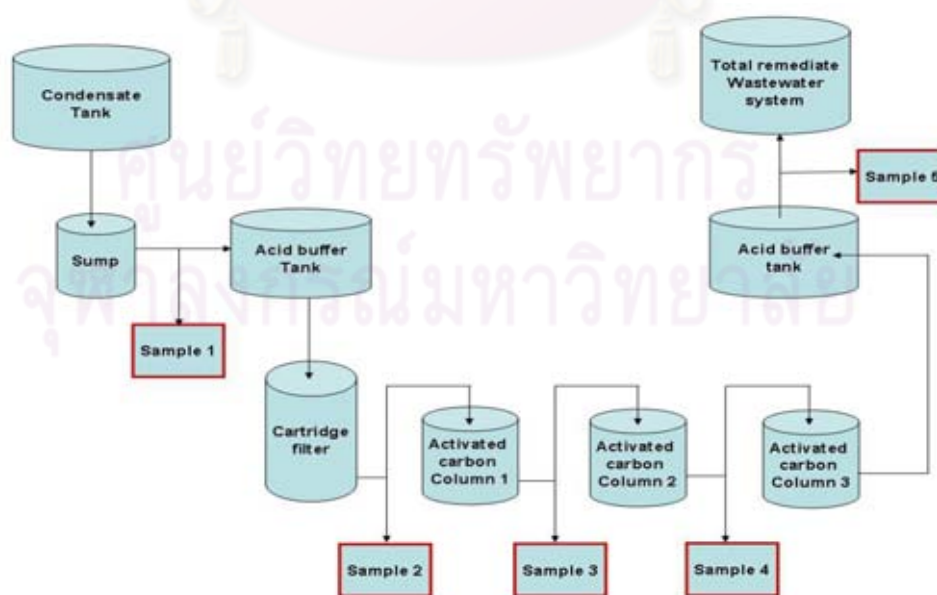 Condensate
Tank
Total remediate
Wastewater
system
ศูนย์วิทยทรัพยากร
Sample 5
Sump
Acid buffer
Tank
Acid buffer
tank
จุฬาลงกรณ์มหาวิทยาลัย
Sample 1
Cartridge
filter
Activated
carbon
Column 1
Activated
carbon
Column 2
Activated
carbon
Column 3
Sample 2
Sample 3
Sample 4